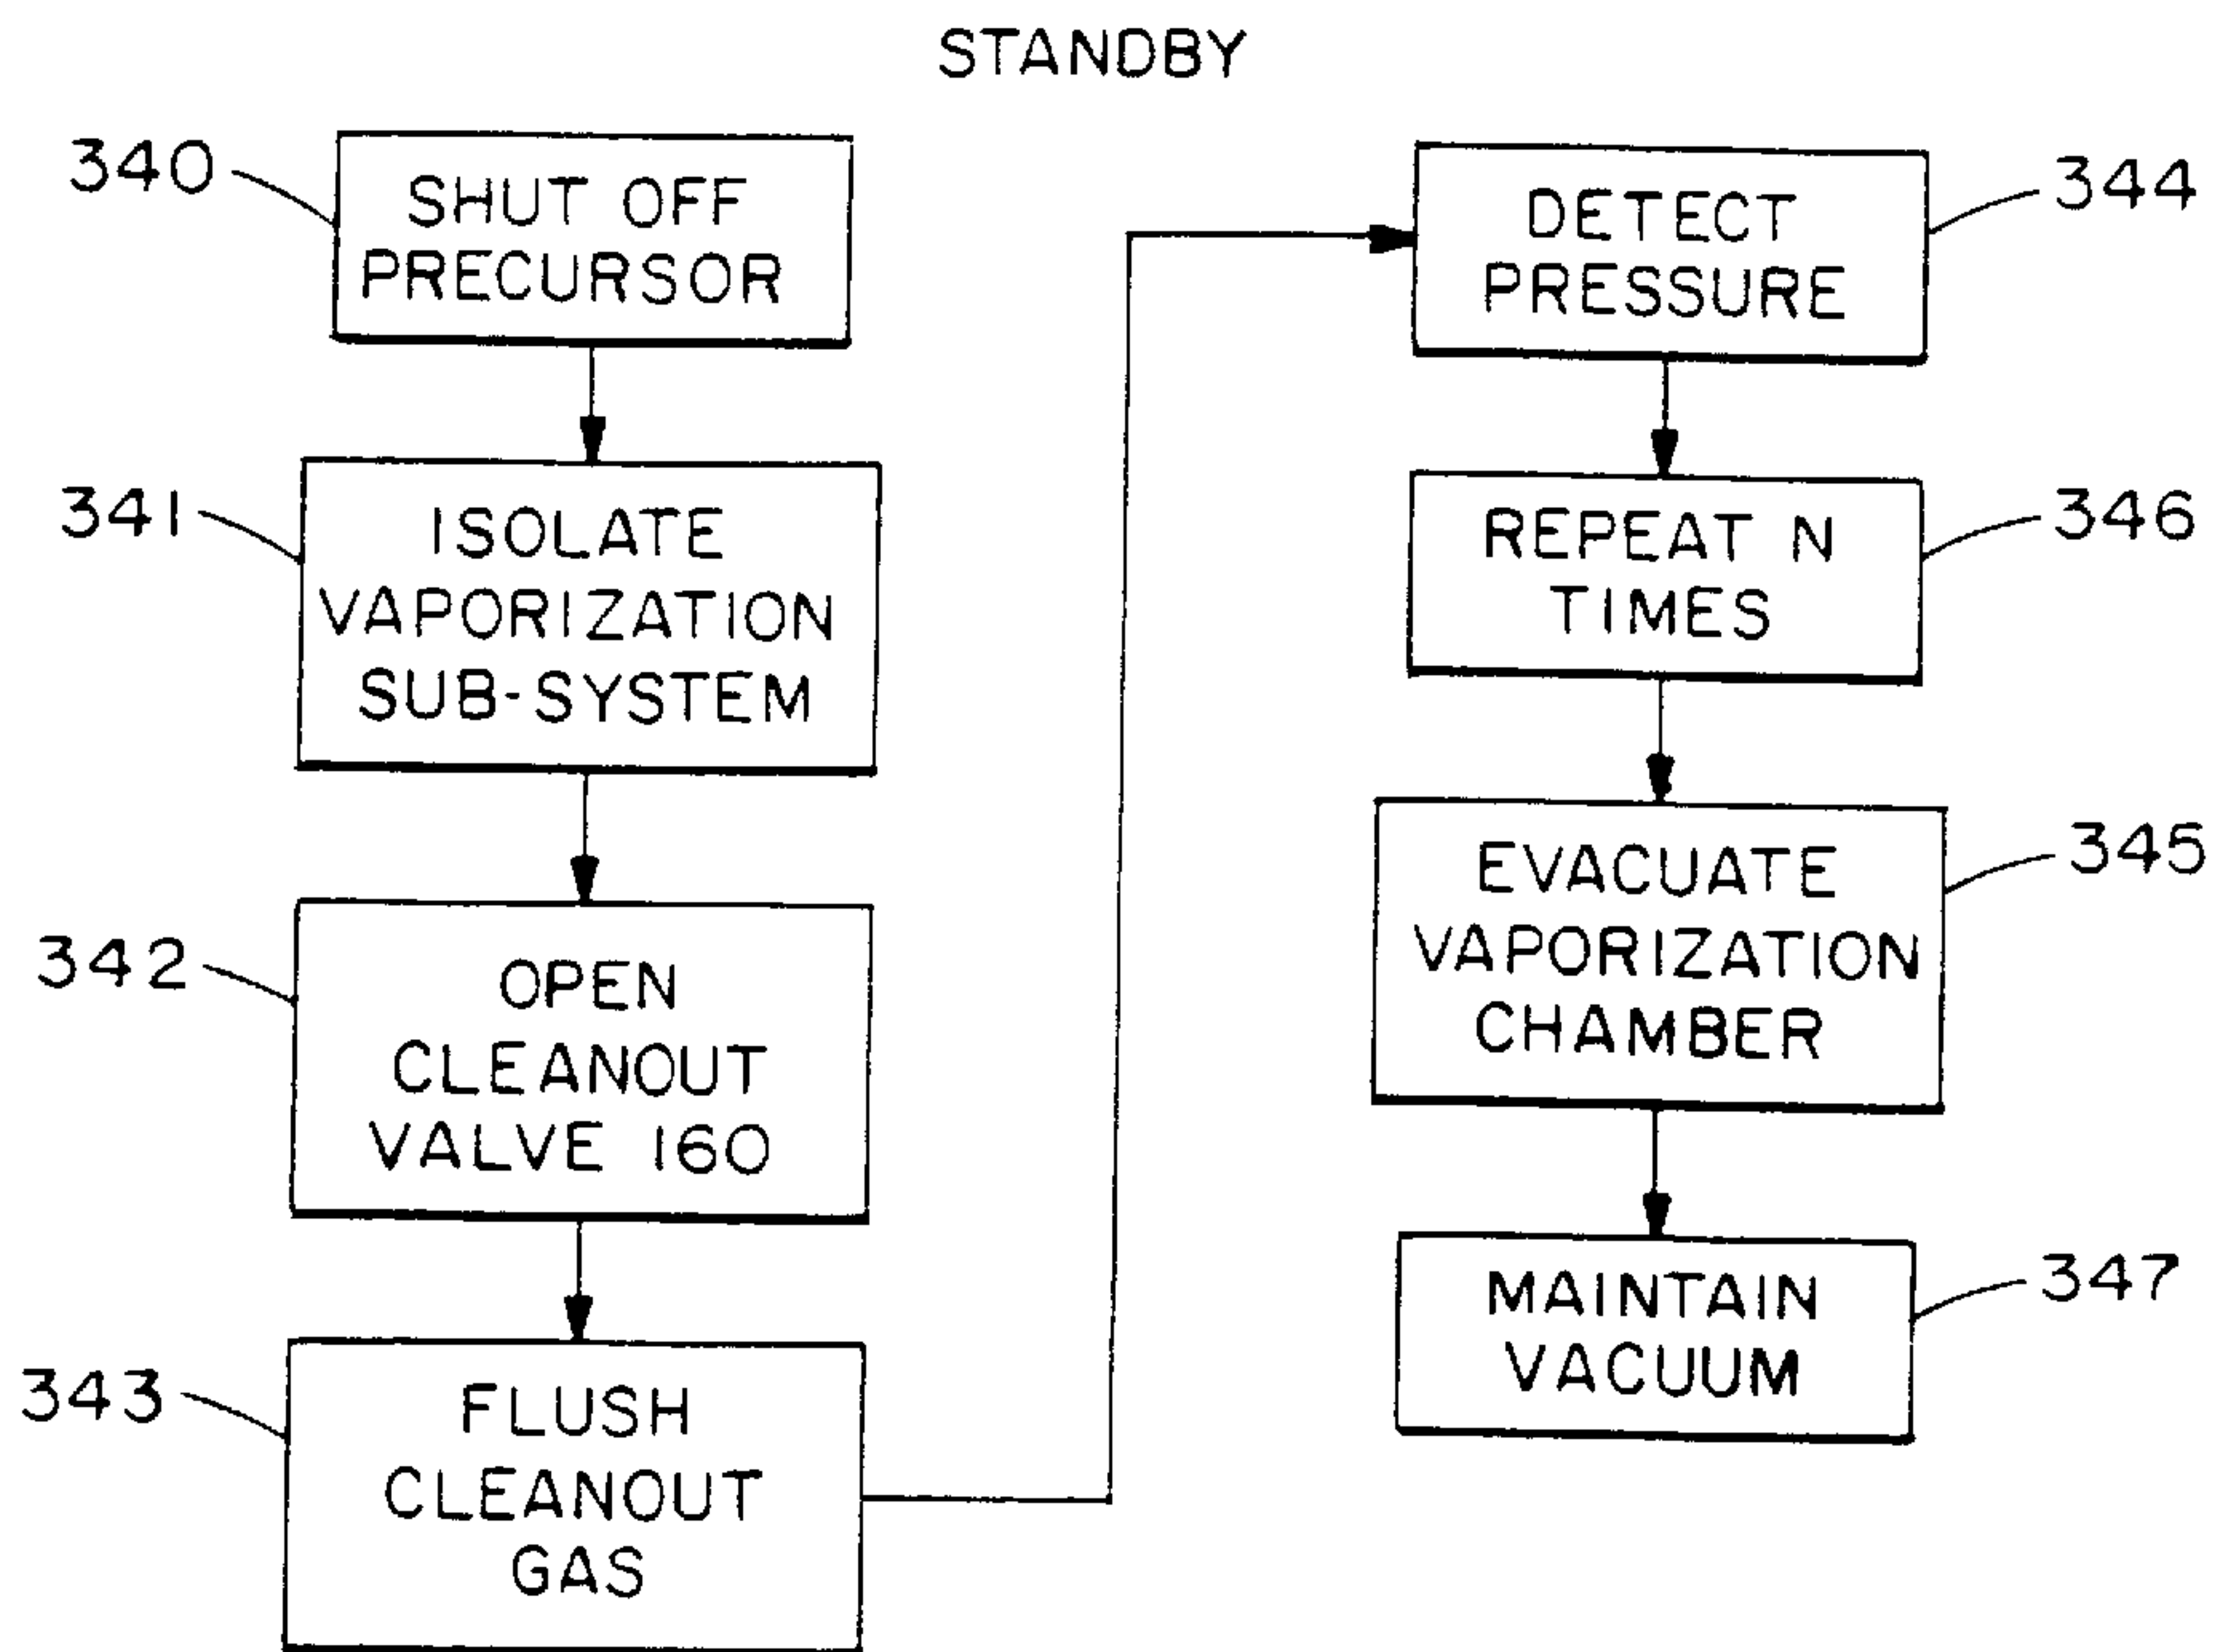 STANDBY
340
SHUT OFF
PRECURSOR
341
ISOLATE
VAPORIZATION
SUB-SYSTEM
342
OPEN
CLEANOUT
VALVE 160
343
FLUSH
CLEANOUT
GAS
344
DETECT
PRESSURE
346
REPEAT N
TIMES
345
EVACUATE
VAPORIZATION
CHAMBER
347
MAINTAIN
VACUUM